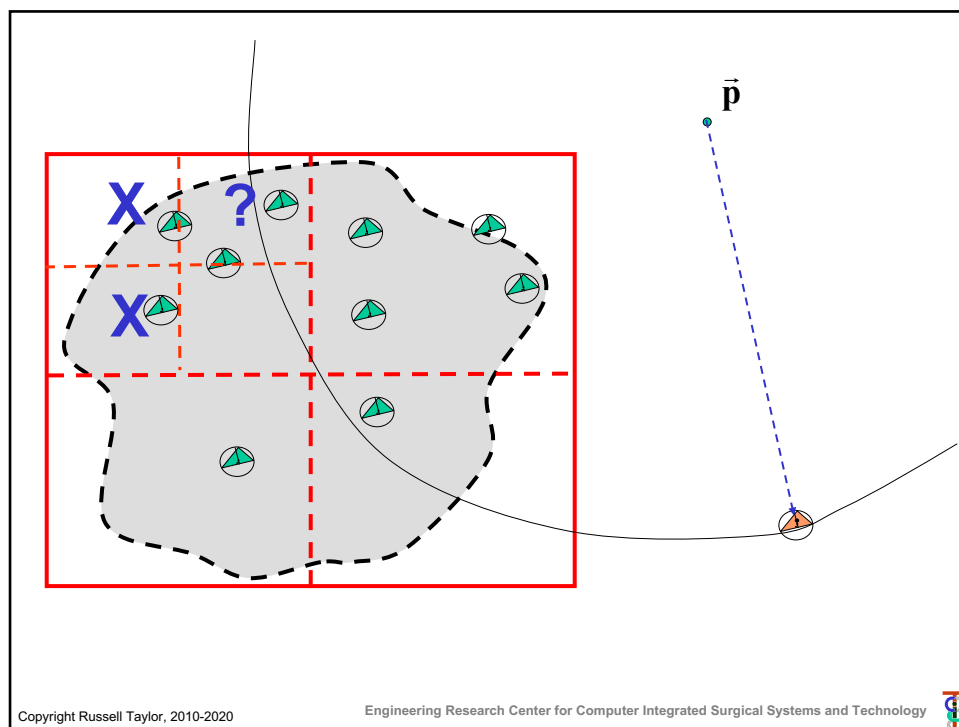 p
X ?
X
Copyright Russell Taylor, 2010-2020
Engineering Research Center for Computer Integrated Surgical Systems and Technology